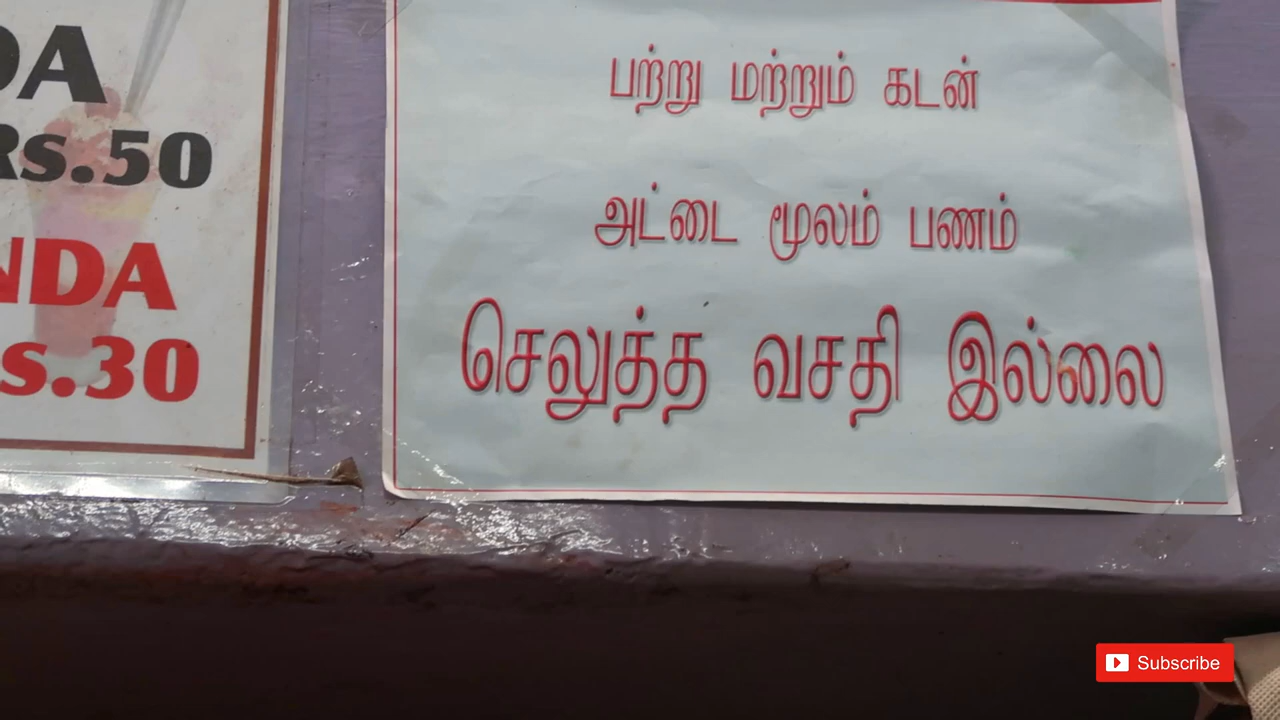 DA
Rs.50
NDA
s.30
பற்று மற்றும் கடன்
அட்டை மூலம் பணம்
செலுத்த வசதி இல்லை
Subscribe